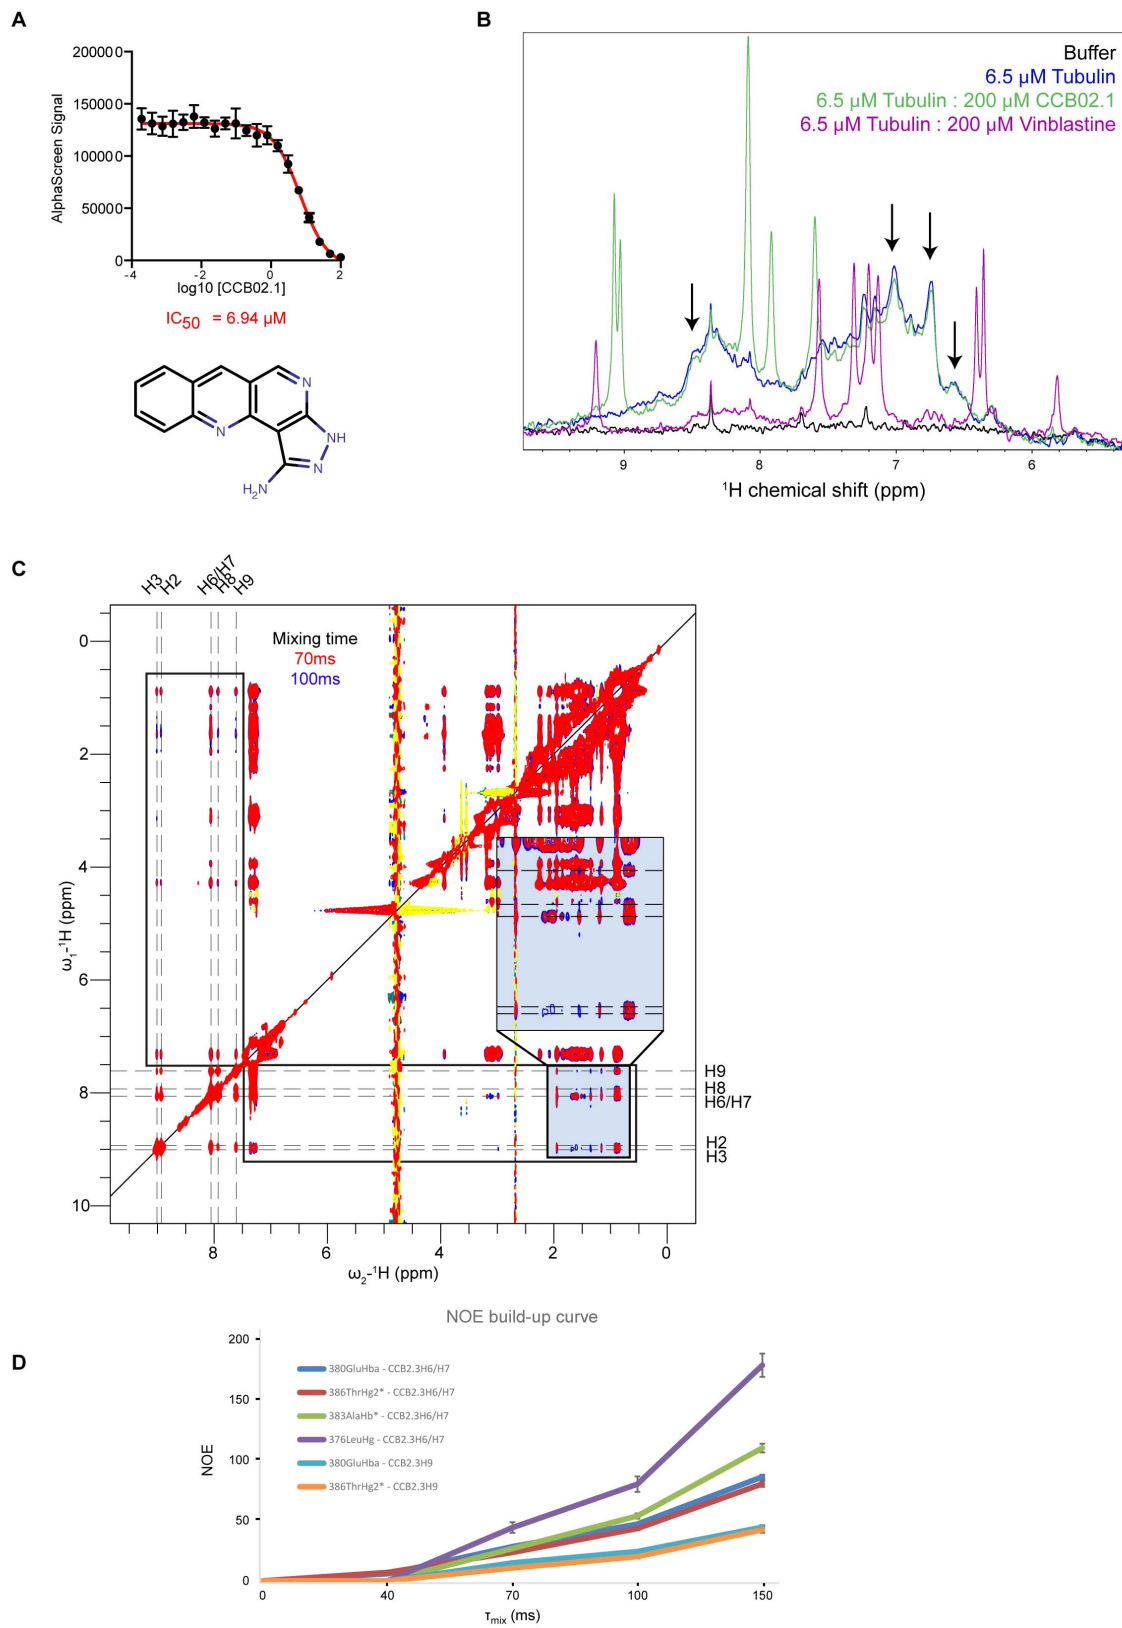 A
200000
150000
100000
50000
0
AlphaScreen Signal
-4
-2
0
2
log10 [CCB02.1]
IC50 = 6.94 µM
N
N
NH
N
H2N
B
Buffer
6.5 µM Tubulin
6.5 µM Tubulin : 200 µM CCB02.1
6.5 µM Tubulin : 200 µM Vinblastine
9
8
7
6
1H chemical shift (ppm)
C
H3
H2
H6/H7
H8
H9
Mixing time
70ms
100ms
0
2
4
6
8
10
ω1-1H (ppm)
H9
H8
H6/H7
H2
H3
8
6
4
2
0
ω2-1H (ppm)
D
NOE build-up curve
200
150
100
50
0
NOE
380GluHba - CCB2.3H6/H7
386ThrHg2* - CCB2.3H6/H7
383AlaHb* - CCB2.3H6/H7
376LeuHg - CCB2.3H6/H7
380GluHba - CCB2.3H9
386ThrHg2* - CCB2.3H9
0
40
70
100
150
τmix (ms)